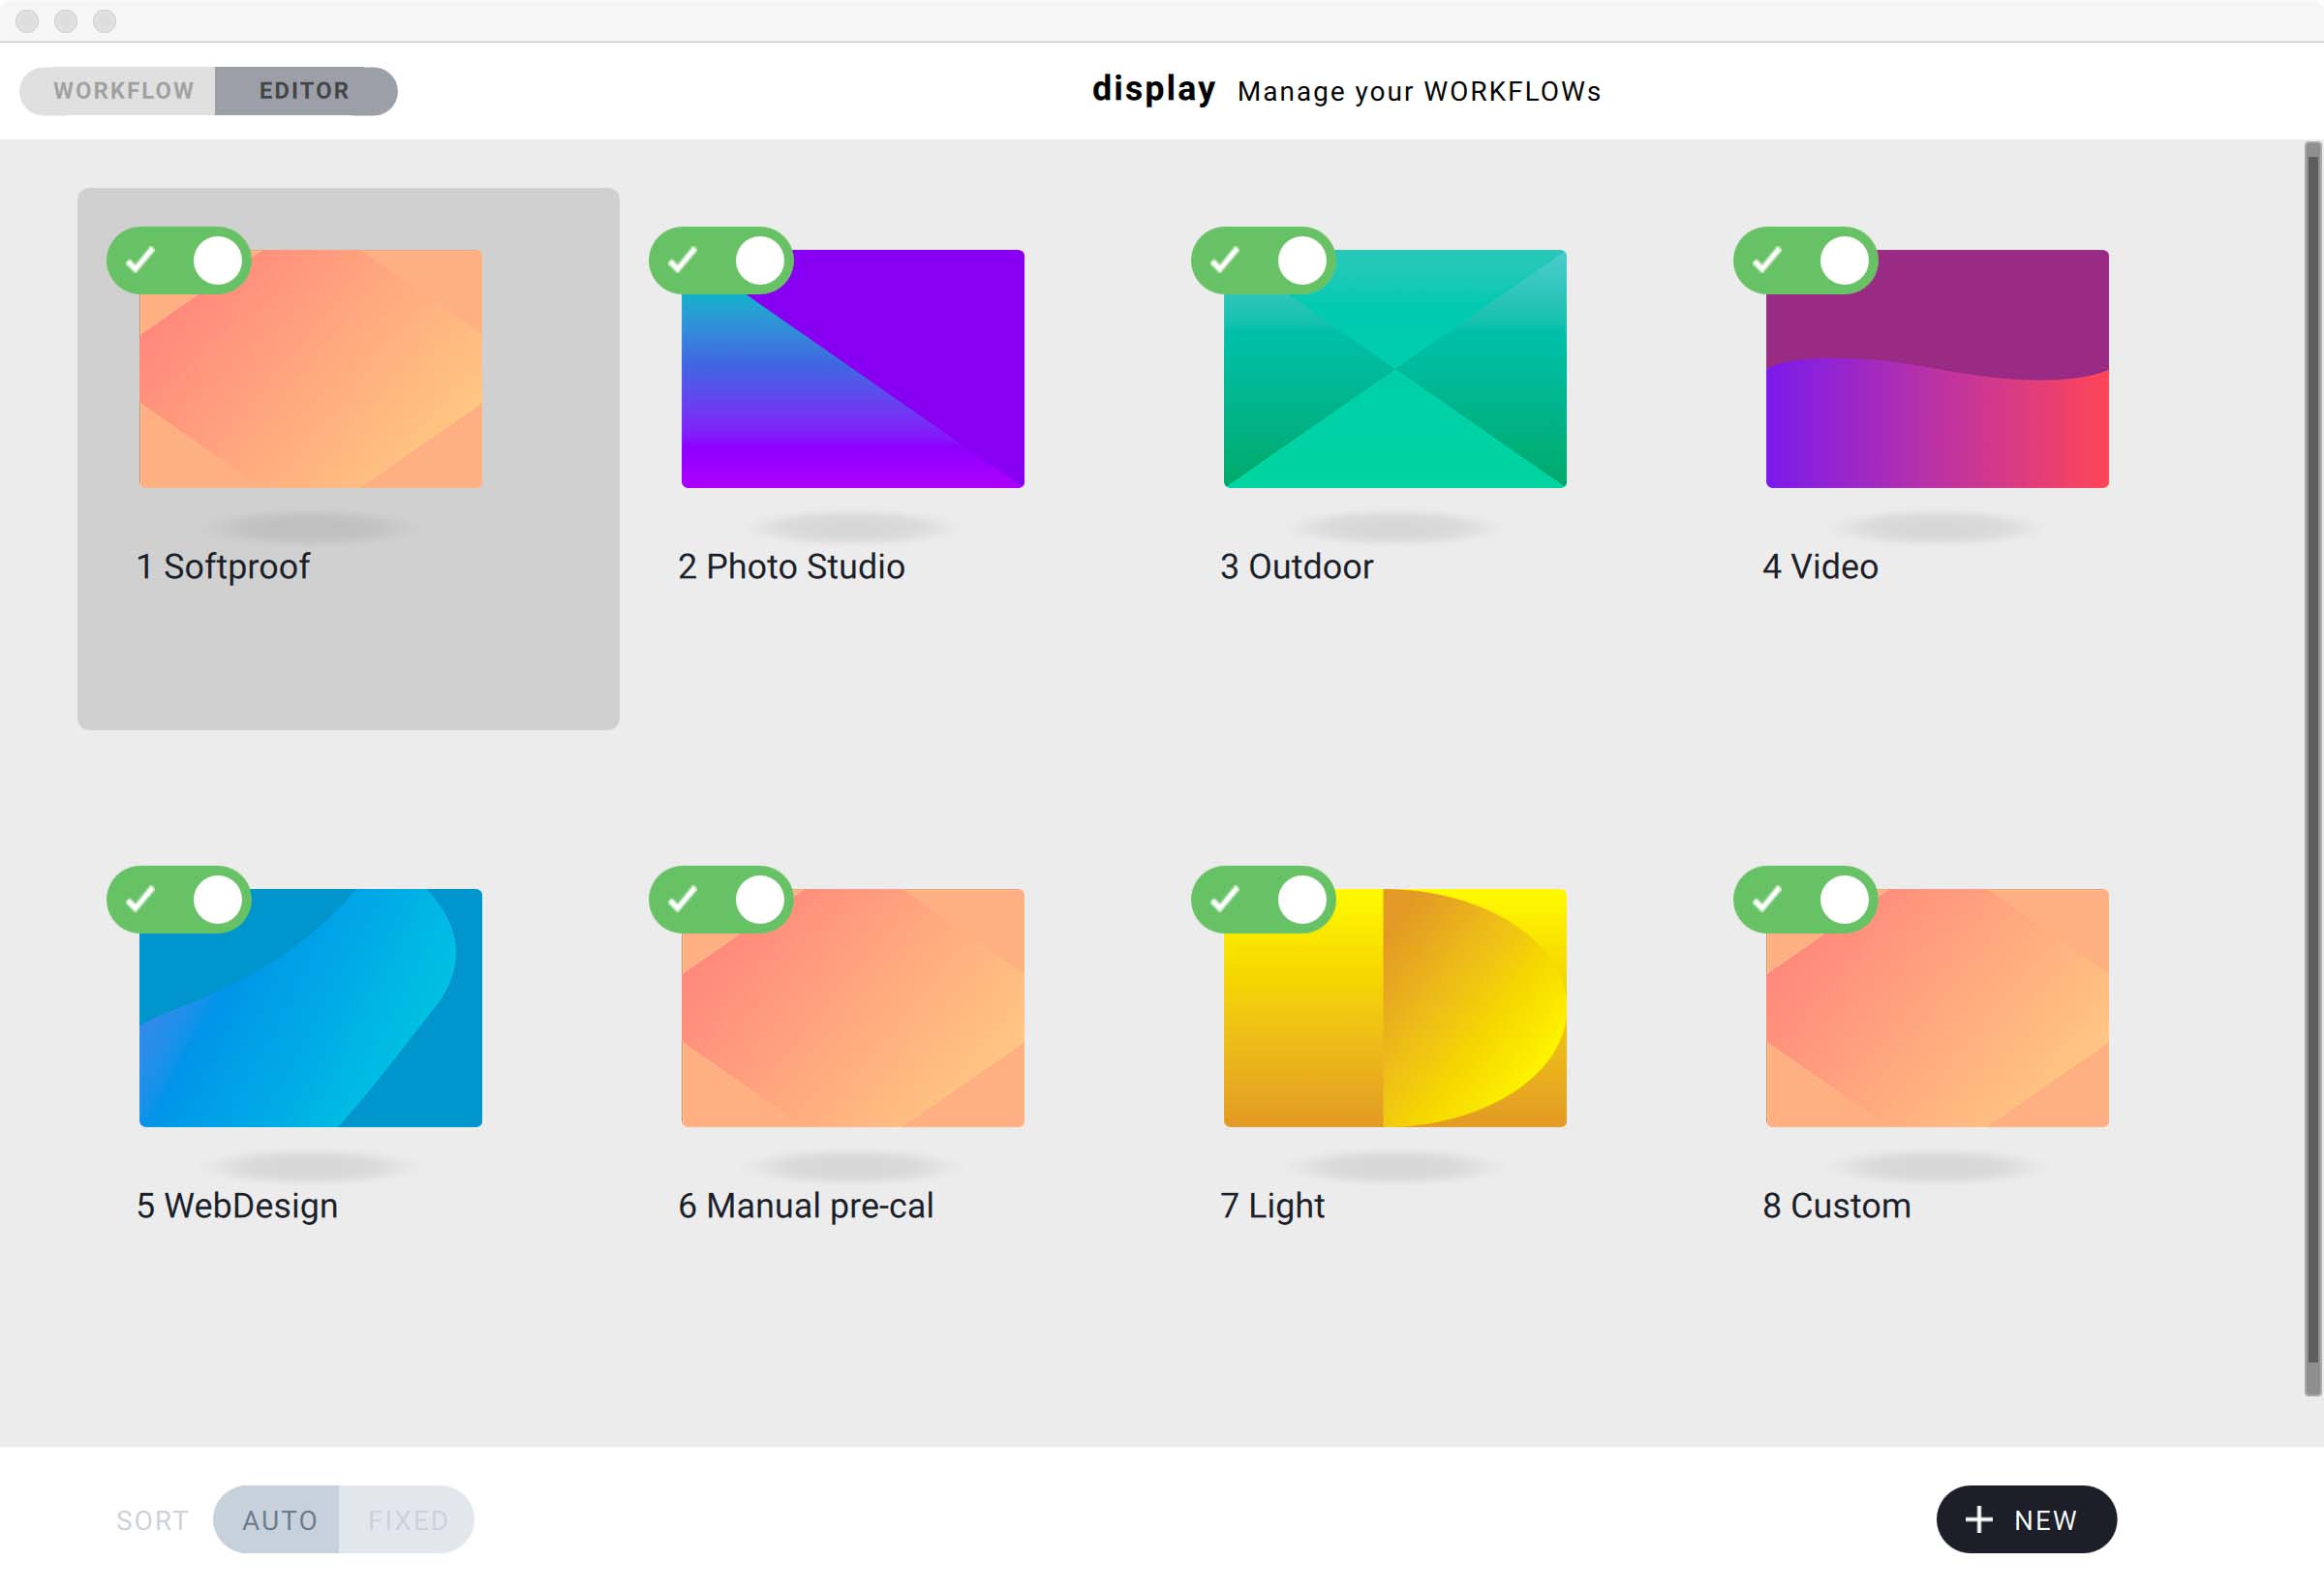 WORKFLOW EDITOR display Manage your WORKFLOWs
1 Softproof 2 Photo Studio 3 Outdoor 4 Video
5 WebDesign 6 Manual pre-cal 7 Light 8 Custom
SORT AUTO FIXED + NEW